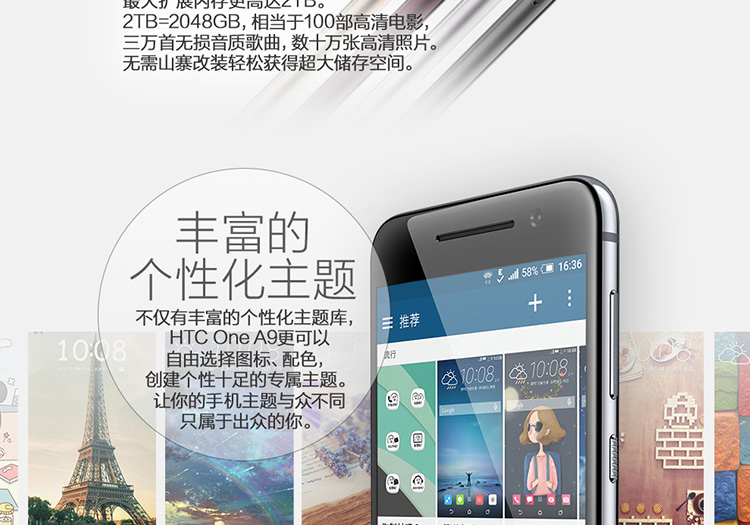 最大扩展内存更高达2TB。
2TB=2048GB, 相当于100部高清电影,
三万首无损音质歌曲, 数十万张高清照片。
无需山寨改装轻松获得超大储存空间。
丰富的
个性化主题
不仅有丰富的个性化主题库,
HTC One A9更可以
自由选择图标、配色,
创建个性十足的专属主题。
让你的手机主题与众不同
只属于出众的你。
58% 16:36
推荐
流行
10:08
10:08
10:08
Google
Google
10:08